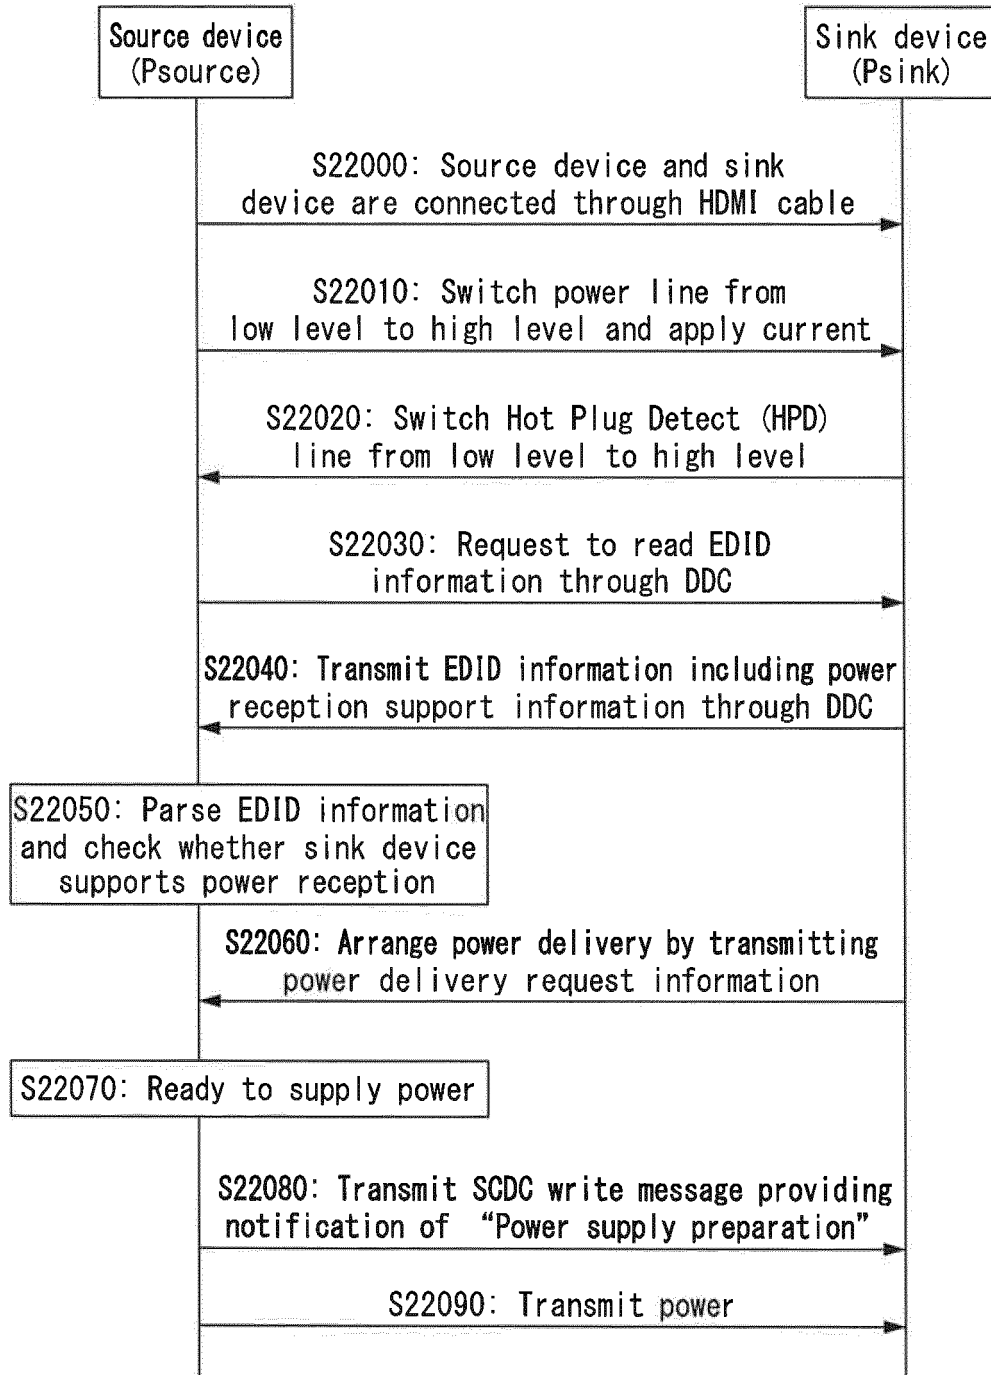 Source device
(Psource)
Sink device
(Psink)
S22000: Source device and sink
device are connected through HDMI cable
S22010: Switch power line from
low level to high level and apply current
S22020: Switch Hot Plug Detect (HPD)
line from low level to high level
S22030: Request to read EDID
information through DDC
S22040: Transmit EDID information including power
reception support information through DDC
S22050: Parse EDID information
and check whether sink device
supports power reception
S22060: Arrange power delivery by transmitting
power delivery request information
S22070: Ready to supply power
S22080: Transmit SCDC write message providing
notification of “Power supply preparation”
S22090: Transmit power